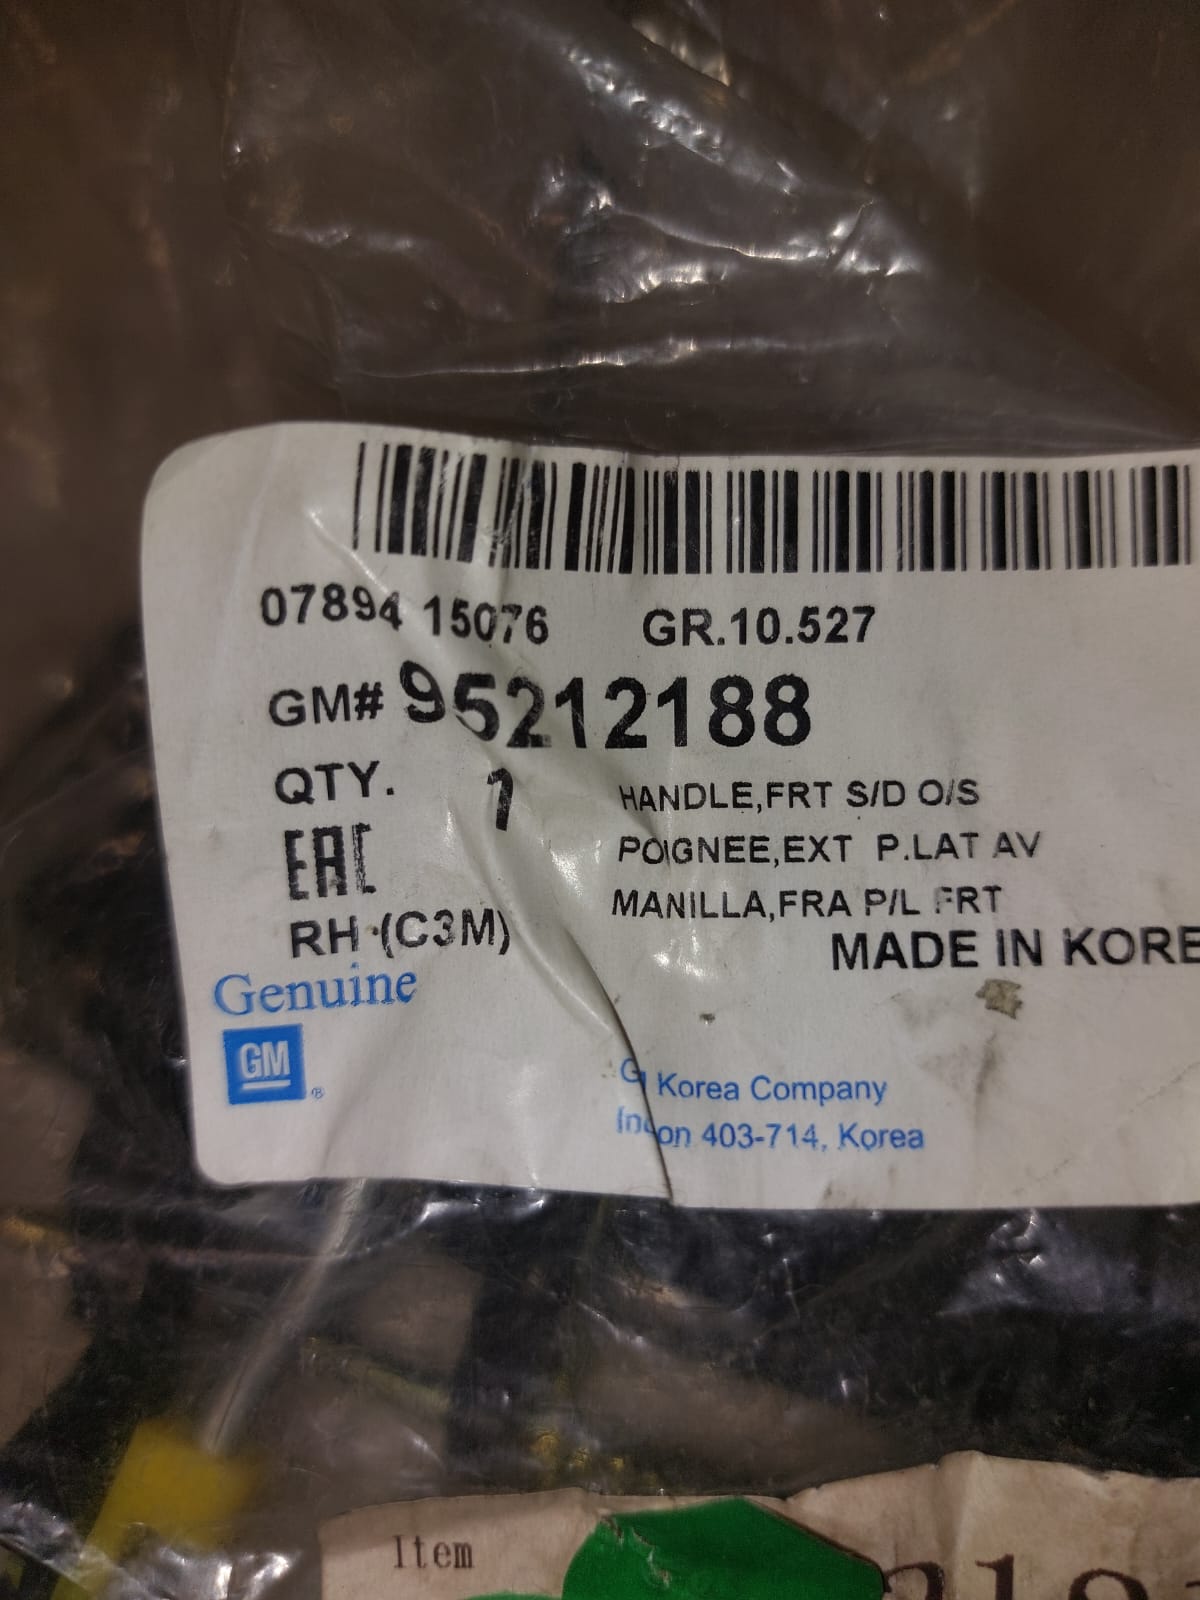 07894 15076 GR.10.527
GM# 95212188
QTY. 1 HANDLE,FRT S/D O/S
EAC POIGNEE,EXT P.LAT AV
RH (C3M) MANILLA,FRA P/L FRT
MADE IN KORE
Genuine
GM ®
Korea Company
403-714, Korea
Item